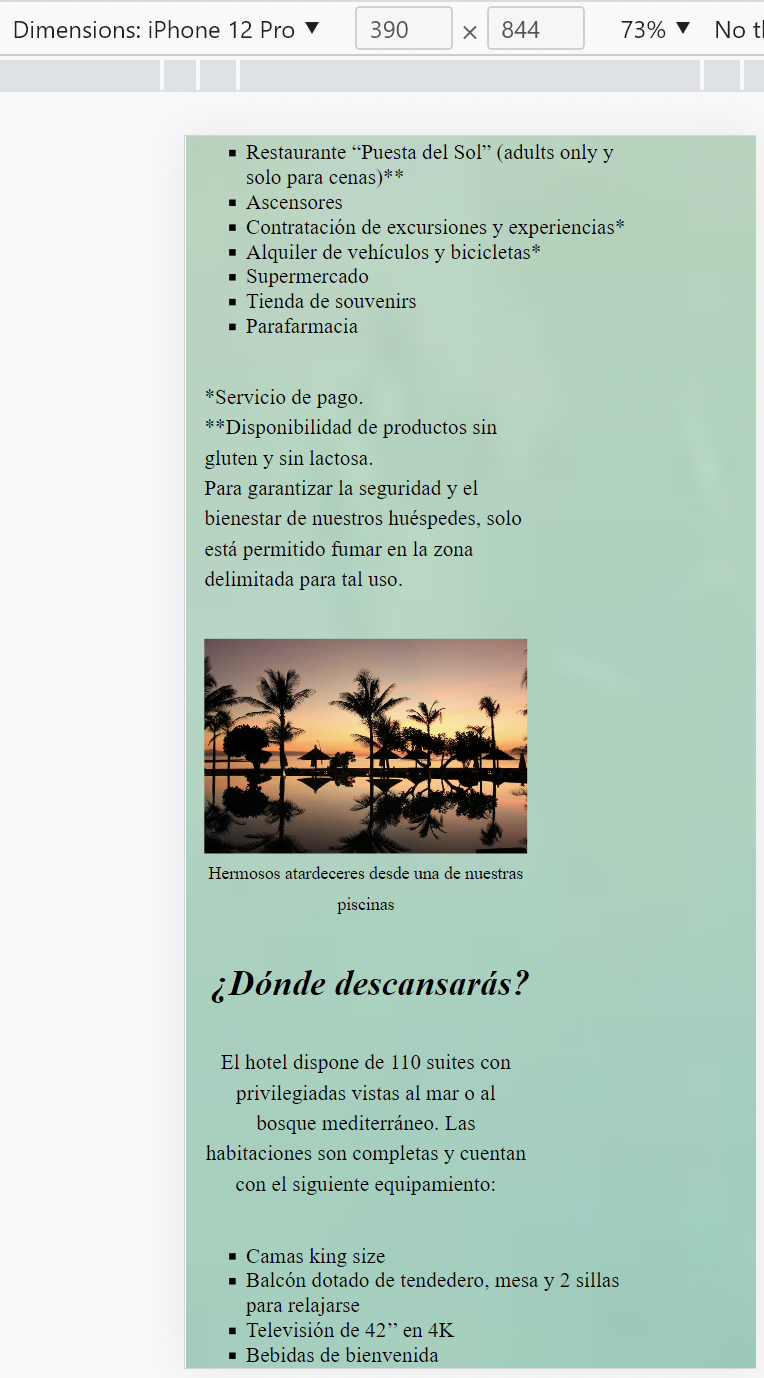 Dimensions: iPhone 12 Pro ▼ 390 × 844 73% ▼ No tl
Restaurante “Puesta del Sol” (adults only y
solo para cenas)**
Ascensores
Contratación de excursiones y experiencias*
Alquiler de vehículos y bicicletas*
Supermercado
Tienda de souvenirs
Parafarmacia
*Servicio de pago.
**Disponibilidad de productos sin
gluten y sin lactosa.
Para garantizar la seguridad y el
bienestar de nuestros huéspedes, solo
está permitido fumar en la zona
delimitada para tal uso.
Hermosos atardeceres desde una de nuestras
piscinas
¿Dónde descansarás?
El hotel dispone de 110 suites con
privilegiadas vistas al mar o al
bosque mediterráneo. Las
habitaciones son completas y cuentan
con el siguiente equipamiento:
Camas king size
Balcón dotado de tendedero, mesa y 2 sillas
para relajarse
Televisión de 42’’ en 4K
Bebidas de bienvenida